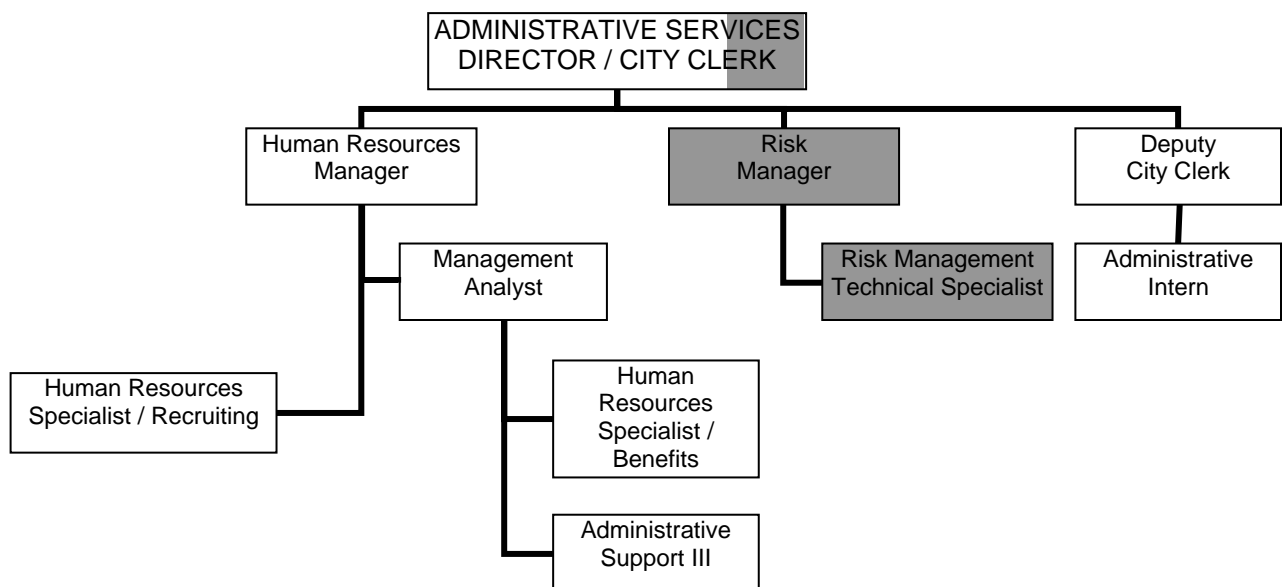 ADMINISTRATIVE SERVICES
DIRECTOR / CITY CLERK
Human Resources
Manager
Risk
Manager
Deputy
City Clerk
Management
Analyst
Risk Management
Technical Specialist
Administrative
Intern
Human Resources
Specialist / Recruiting
Human
Resources
Specialist /
Benefits
Administrative
Support III